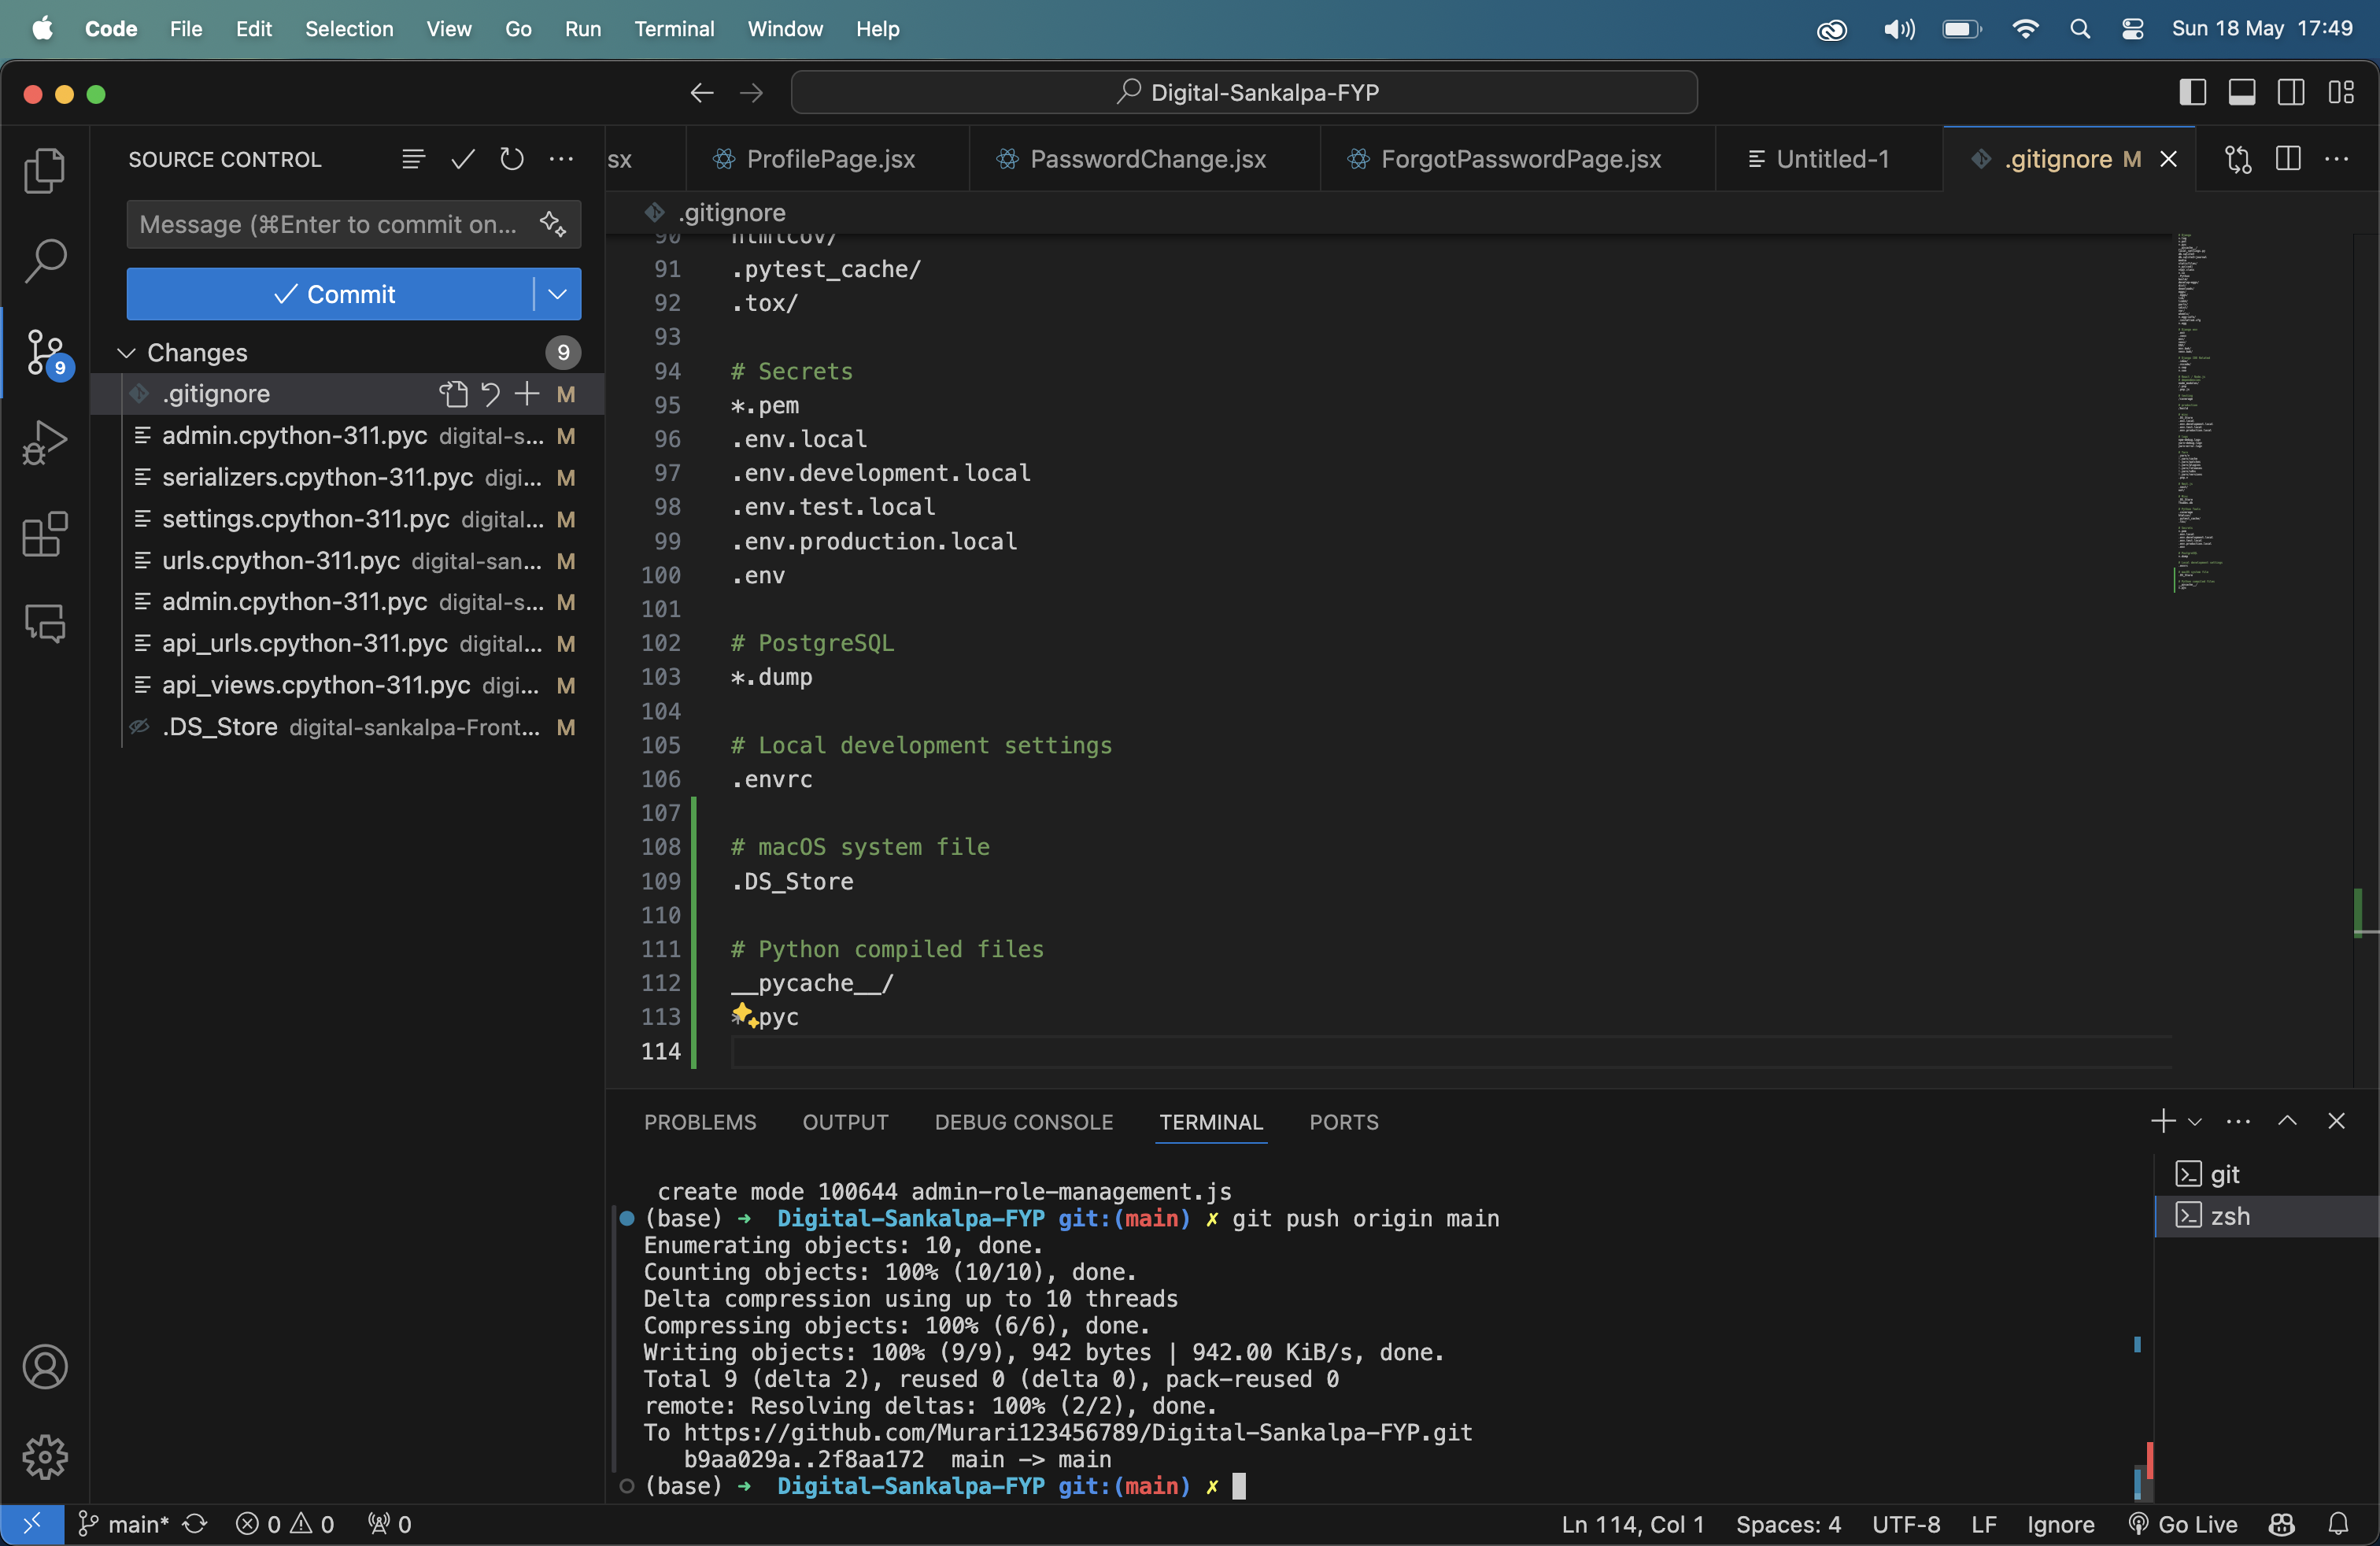 Code File Edit Selection View Go Run Terminal Window Help Sun 18 May 17:49
Digital-Sankalpa-FYP
SOURCE CONTROL
Message (⌘Enter to commit on...
Commit
Changes 9
.gitignore M
admin.cpython-311.pyc digital-s... M
serializers.cpython-311.pyc digi... M
settings.cpython-311.pyc digital... M
urls.cpython-311.pyc digital-san... M
admin.cpython-311.pyc digital-s... M
api_urls.cpython-311.pyc digital... M
api_views.cpython-311.pyc digi... M
.DS_Store digital-sankalpa-Front... M
9
sx ProfilePage.jsx PasswordChange.jsx ForgotPasswordPage.jsx Untitled-1 .gitignore M
.gitignore
90 htmlcov/
91 .pytest_cache/
92 .tox/
93
94 # Secrets
95 *.pem
96 .env.local
97 .env.development.local
98 .env.test.local
99 .env.production.local
100 .env
101
102 # PostgreSQL
103 *.dump
104
105 # Local development settings
106 .envrc
107
108 # macOS system file
109 .DS_Store
110
111 # Python compiled files
112 __pycache__/
113 *.pyc
114
PROBLEMS OUTPUT DEBUG CONSOLE TERMINAL PORTS
create mode 100644 admin-role-management.js
(base) ➜ Digital-Sankalpa-FYP git:(main) ✗ git push origin main
Enumerating objects: 10, done.
Counting objects: 100% (10/10), done.
Delta compression using up to 10 threads
Compressing objects: 100% (6/6), done.
Writing objects: 100% (9/9), 942 bytes | 942.00 KiB/s, done.
Total 9 (delta 2), reused 0 (delta 0), pack-reused 0
remote: Resolving deltas: 100% (2/2), done.
To https://github.com/Murari123456789/Digital-Sankalpa-FYP.git
b9aa029a..2f8aa172 main -> main
(base) ➜ Digital-Sankalpa-FYP git:(main) ✗
git
zsh
main* 0 0 0 Ln 114, Col 1 Spaces: 4 UTF-8 LF Ignore Go Live